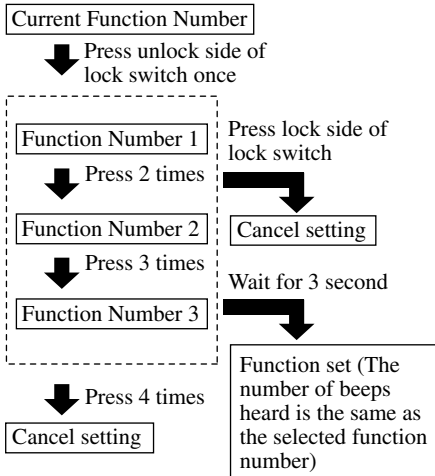 Current Function Number
Press unlock side of
lock switch once
Function Number 1
Press lock side of
lock switch
Press 2 times
Function Number 2
Cancel setting
Press 3 times
Wait for 3 second
Function Number 3
Function set (The
number of beeps
heard is the same as
the selected function
number)
Press 4 times
Cancel setting